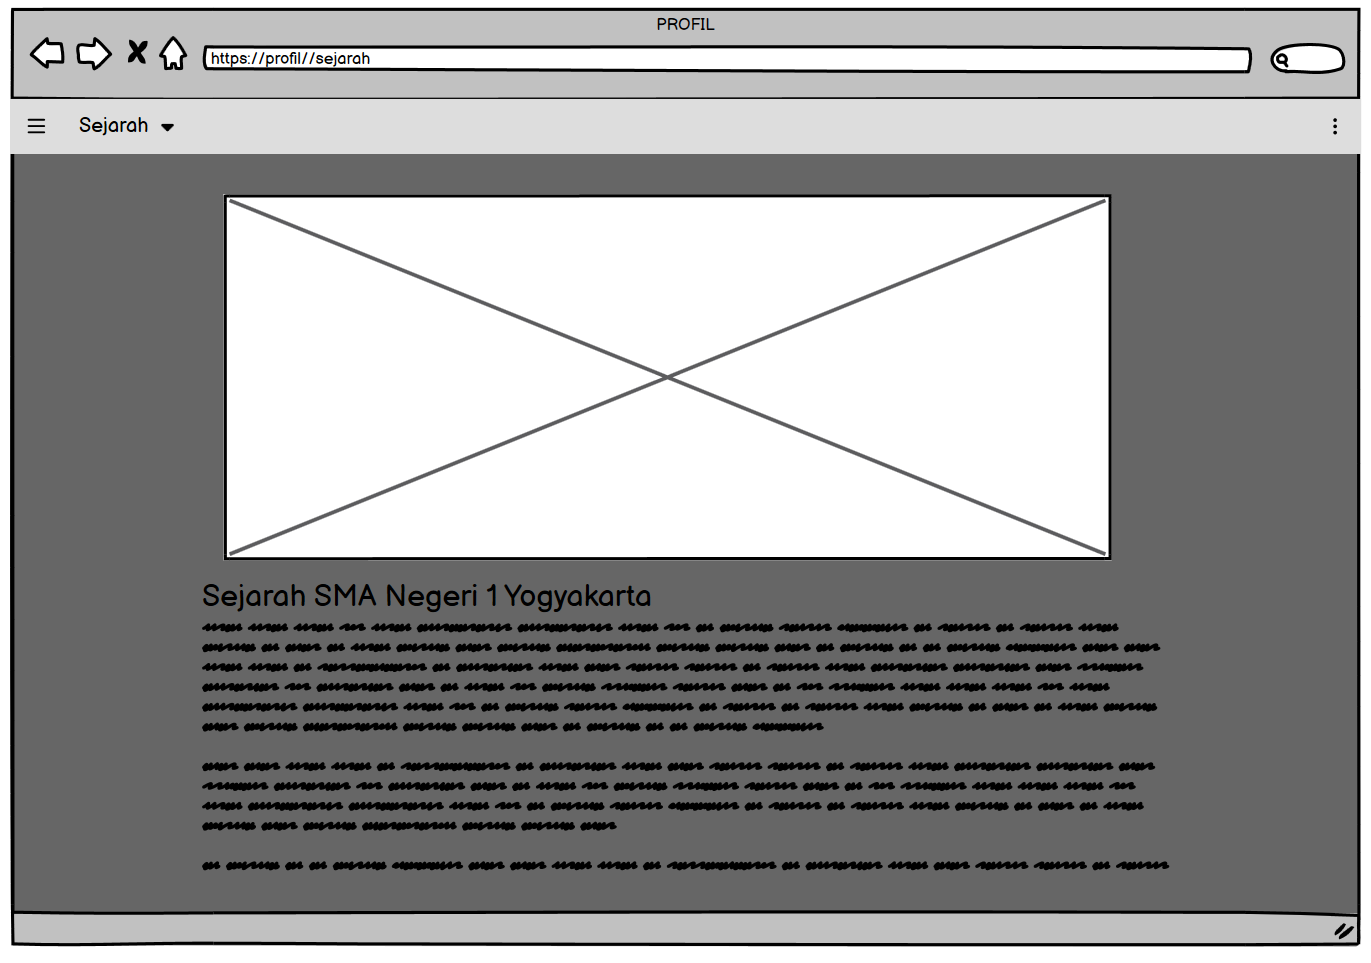 PROFIL
https://profil//sejarah
Sejarah
Sejarah SMA Negeri 1 Yogyakarta